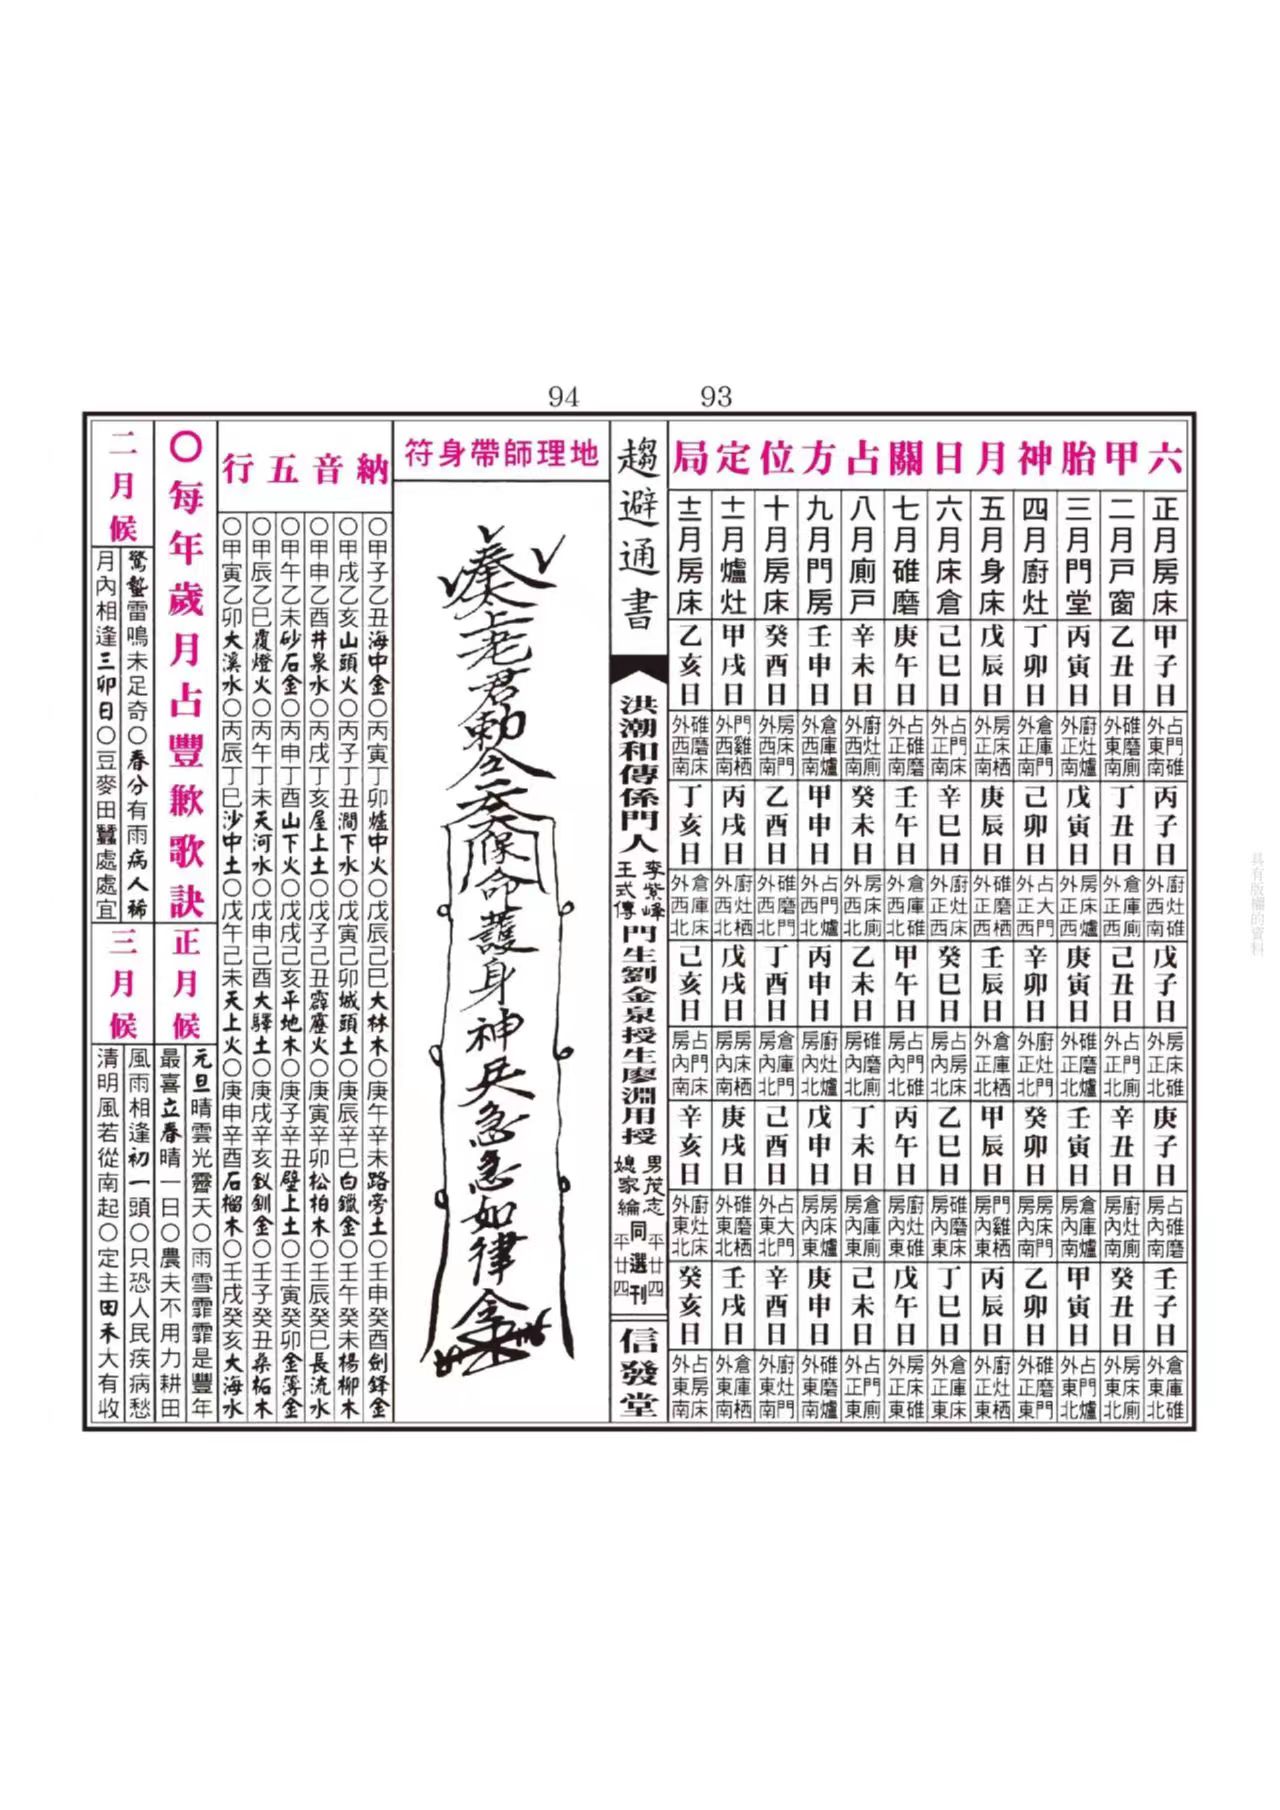 94
93
六甲胎神月日關占方位定局
正月房床 甲子日 占門碓外東南 丙子日 廚灶碓外西南 戊子日 房床碓外正北 庚子日 占碓磨房內南 壬子日 倉庫碓外東北
二月戶窗 乙丑日 碓磨廁外東南 丁丑日 倉庫廁外正西 己丑日 占門廁外正北 辛丑日 廚灶廁房內南 癸丑日 房床廁外東北
三月門堂 丙寅日 廚灶爐外正南 戊寅日 房床爐外正西 庚寅日 碓磨爐外正北 壬寅日 倉庫爐房內南 甲寅日 占門爐外東北
四月廚灶 丁卯日 倉庫門外正南 己卯日 占大門外正西 辛卯日 廚灶門外正北 癸卯日 房床門房內南 乙卯日 碓磨門外正東
五月身床 戊辰日 房床栖外正南 庚辰日 碓磨栖外正西 壬辰日 倉庫栖外正北 甲辰日 門雞栖房內東 丙辰日 廚灶栖外正東
六月床倉 己巳日 占門床外正南 辛巳日 廚灶床外正西 癸巳日 占房床房內北 乙巳日 碓磨床房內東 丁巳日 倉庫床外正東
七月碓磨 庚午日 占碓磨外正南 壬午日 倉庫碓外西北 甲午日 占門碓房內北 丙午日 廚灶碓房內東 戊午日 房床碓外正東
八月廁戶 辛未日 廚灶廁外西南 癸未日 房床廁外西北 乙未日 碓磨廁房內北 丁未日 倉庫廁房內東 己未日 占門廁外正東
九月門房 壬申日 倉庫爐外西南 甲申日 占門爐外西北 丙申日 廚灶爐房內北 戊申日 房床爐房內東 庚申日 碓磨爐外東南
十月房床 癸酉日 房床門外西南 乙酉日 碓磨門外西北 丁酉日 倉庫門房內北 己酉日 占大門外東北 辛酉日 廚灶門外東南
十一月爐灶 甲戌日 門雞栖外西南 丙戌日 廚灶栖外西北 戊戌日 房床栖房內南 庚戌日 碓磨栖外東北 壬戌日 倉庫栖外東南
十二月房床 乙亥日 碓磨床外西南 丁亥日 倉庫床外西北 己亥日 占門床房內南 辛亥日 廚灶床外東北 癸亥日 占房床外東南
趨避通書
洪潮和傳係門人李紫峰王式傳門生劉金泉授生廖淵用授男茂志媳家綸同選刊
平廿四
平廿四
信發堂
地理師帶身符
上老君勅令
保命護身神兵急急如律令
納音五行
〇甲子乙丑海中金〇丙寅丁卯爐中火〇戊辰己巳大林木〇庚午辛未路旁土〇壬申癸酉劍鋒金
〇甲戌乙亥山頭火〇丙子丁丑澗下水〇戊寅己卯城頭土〇庚辰辛巳白鑞金〇壬午癸未楊柳木
〇甲申乙酉井泉水〇丙戌丁亥屋上土〇戊子己丑霹靂火〇庚寅辛卯松柏木〇壬辰癸巳長流水
〇甲午乙未砂石金〇丙申丁酉山下火〇戊戌己亥平地木〇庚子辛丑壁上土〇壬寅癸卯金簿金
〇甲辰乙巳覆燈火〇丙午丁未天河水〇戊申己酉大驛土〇庚戌辛亥釵釧金〇壬子癸丑桑柘木
〇甲寅乙卯大溪水〇丙辰丁巳沙中土〇戊午己未天上火〇庚申辛酉石榴木〇壬戌癸亥大海水
〇每年歲月占豐歉歌訣
正月候
元旦晴雲光霽天〇雨雪霏霏是豐年
最喜立春晴一日〇農夫不用力耕田
二月候
驚蟄雷鳴未足奇〇春分有雨病人稀
月內相逢三卯日〇豆麥田蠶處處宜
三月候
風雨相逢初一頭〇只恐人民疾病愁
清明風若從南起〇定主田禾大有收
具有版權的資料